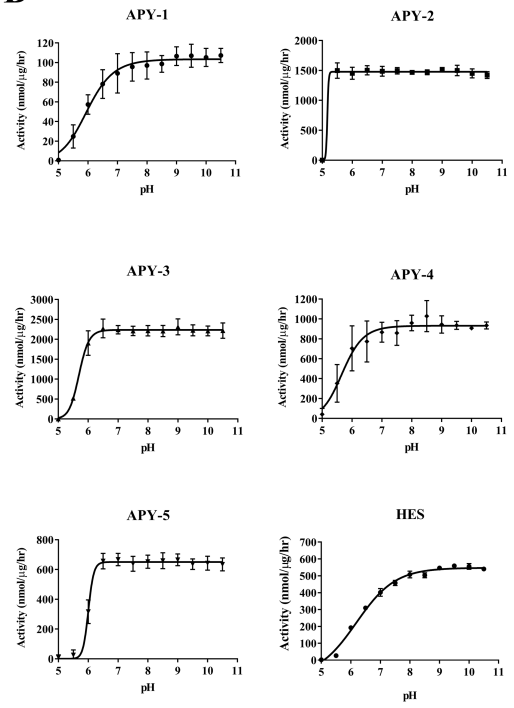 APY-1
Activity (nmol/μg/hr)
120
100
80
60
40
20
0
5 6 7 8 9 10 11
pH
APY-2
Activity (nmol/μg/hr)
2000
1500
1000
500
0
5 6 7 8 9 10 11
pH
APY-3
Activity (nmol/μg/hr)
3000
2500
2000
1500
1000
500
0
5 6 7 8 9 10 11
pH
APY-4
Activity (nmol/μg/hr)
1200
1000
800
600
400
200
0
5 6 7 8 9 10 11
pH
APY-5
Activity (nmol/μg/hr)
800
600
400
200
0
5 6 7 8 9 10 11
pH
HES
Activity (nmol/μg/hr)
700
600
500
400
300
200
100
0
5 6 7 8 9 10 11
pH